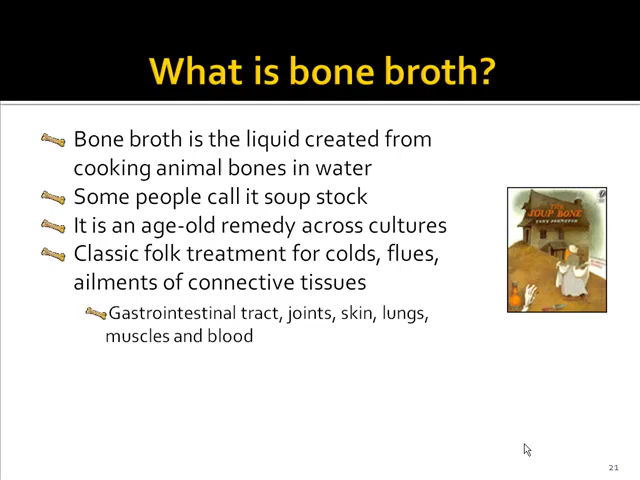 What is bone broth?
Bone broth is the liquid created from
cooking animal bones in water
Some people call it soup stock
It is an age-old remedy across cultures
Classic folk treatment for colds, flues,
ailments of connective tissues
Gastrointestinal tract, joints, skin, lungs,
muscles and blood
THE
SOUP BONE
21